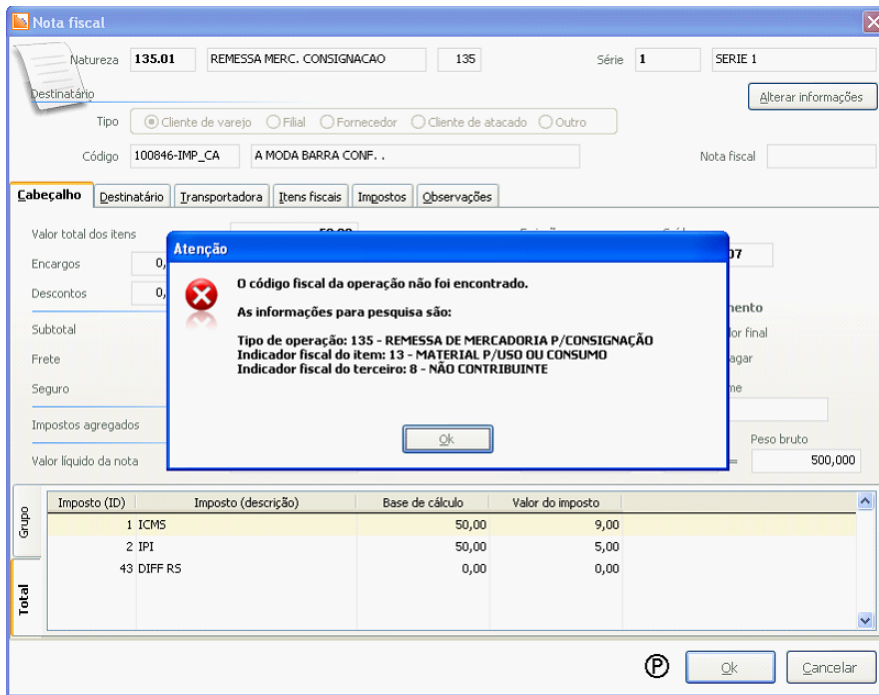 Nota fiscal
Natureza 135.01 REMESSA MERC. CONSIGNACAO 135 Série 1 SERIE 1
Destinatário Alterar informações
Tipo Cliente de varejo Filial Fornecedor Cliente de atacado Outro
Código 100846-IMP_CA A MODA BARRA CONF. . Nota fiscal
Cabeçalho Destinatário Transportadora Itens fiscais Impostos Observações
Valor total dos itens
Encargos 0,
Descontos 0,
Subtotal
Frete
Seguro
Impostos agregados
Valor líquido da nota
Atenção
O código fiscal da operação não foi encontrado.
As informações para pesquisa são:
Tipo de operação: 135 - REMESSA DE MERCADORIA P/CONSIGNAÇÃO
Indicador fiscal do item: 13 - MATERIAL P/USO OU CONSUMO
Indicador fiscal do terceiro: 8 - NÃO CONTRIBUINTE
Ok
07
Peso bruto
500,000
Grupo
Total
Imposto (ID) Imposto (descrição) Base de cálculo Valor do imposto
1 ICMS 50,00 9,00
2 IPI 50,00 5,00
43 DIFF RS 0,00 0,00
P Ok Cancelar